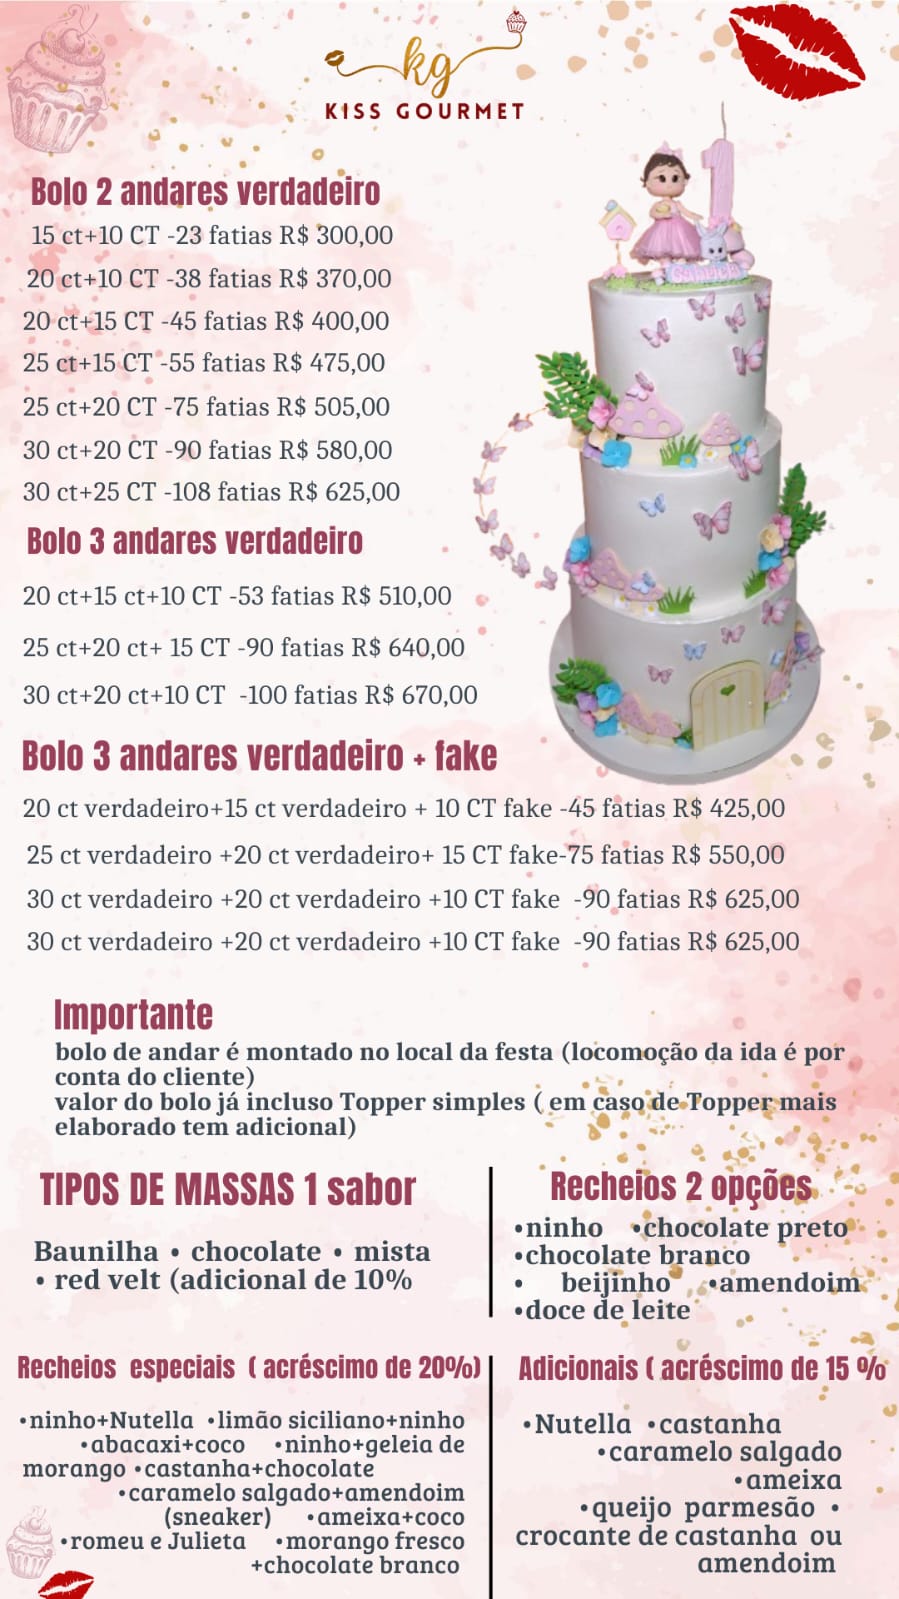 kg
KISS GOURMET
1
Bolo 2 andares verdadeiro
15 ct+10 CT -23 fatias R$ 300,00
20 ct+10 CT -38 fatias R$ 370,00
20 ct+15 CT -45 fatias R$ 400,00
25 ct+15 CT -55 fatias R$ 475,00
25 ct+20 CT -75 fatias R$ 505,00
30 ct+20 CT -90 fatias R$ 580,00
30 ct+25 CT -108 fatias R$ 625,00
Bolo 3 andares verdadeiro
20 ct+15 ct+10 CT -53 fatias R$ 510,00
25 ct+20 ct+ 15 CT -90 fatias R$ 640,00
30 ct+20 ct+10 CT -100 fatias R$ 670,00
Bolo 3 andares verdadeiro + fake
20 ct verdadeiro+15 ct verdadeiro + 10 CT fake -45 fatias R$ 425,00
25 ct verdadeiro +20 ct verdadeiro+ 15 CT fake-75 fatias R$ 550,00
30 ct verdadeiro +20 ct verdadeiro +10 CT fake -90 fatias R$ 625,00
30 ct verdadeiro +20 ct verdadeiro +10 CT fake -90 fatias R$ 625,00
Importante
bolo de andar é montado no local da festa (locomoção da ida é por
conta do cliente)
valor do bolo já incluso Topper simples ( em caso de Topper mais
elaborado tem adicional)
TIPOS DE MASSAS 1 sabor
Baunilha • chocolate • mista
• red velt (adicional de 10%
Recheios 2 opções
•ninho •chocolate preto
•chocolate branco
• beijinho •amendoim
•doce de leite
Recheios especiais ( acréscimo de 20%)
•ninho+Nutella •limão siciliano+ninho
•abacaxi+coco •ninho+geleia de
morango •castanha+chocolate
•caramelo salgado+amendoim
(sneaker) •ameixa+coco
•romeu e Julieta •morango fresco
+chocolate branco
Adicionais ( acréscimo de 15 %
•Nutella •castanha
•caramelo salgado
•ameixa
•queijo parmesão •
crocante de castanha ou
amendoim